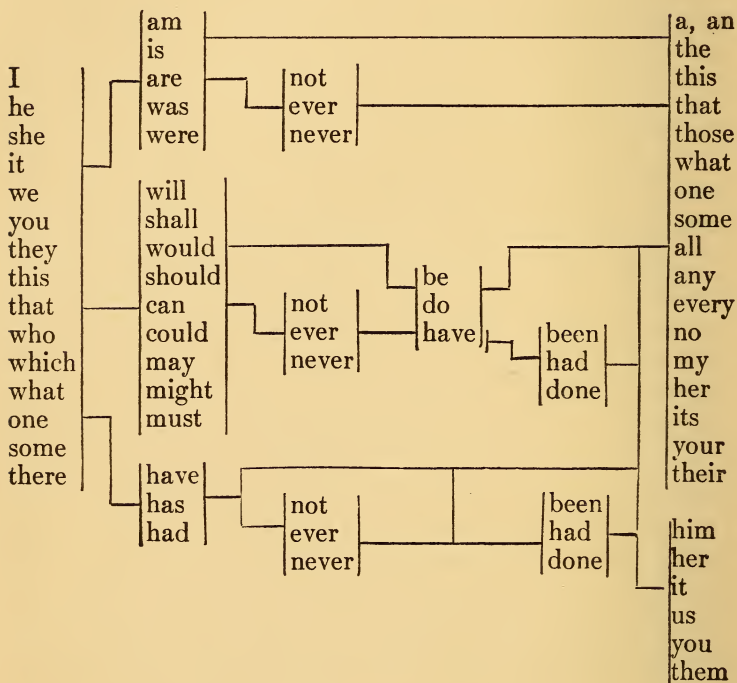 I
he
she
it
we
you
they
this
that
who
which
what
one
some
there
am
is
are
was
were
not
ever
never
will
shall
would
should
can
could
may
might
must
not
ever
never
be
do
have
been
had
done
have
has
had
not
ever
never
been
had
done
a, an
the
this
that
those
what
one
some
all
any
every
no
my
her
its
your
their
him
her
it
us
you
them